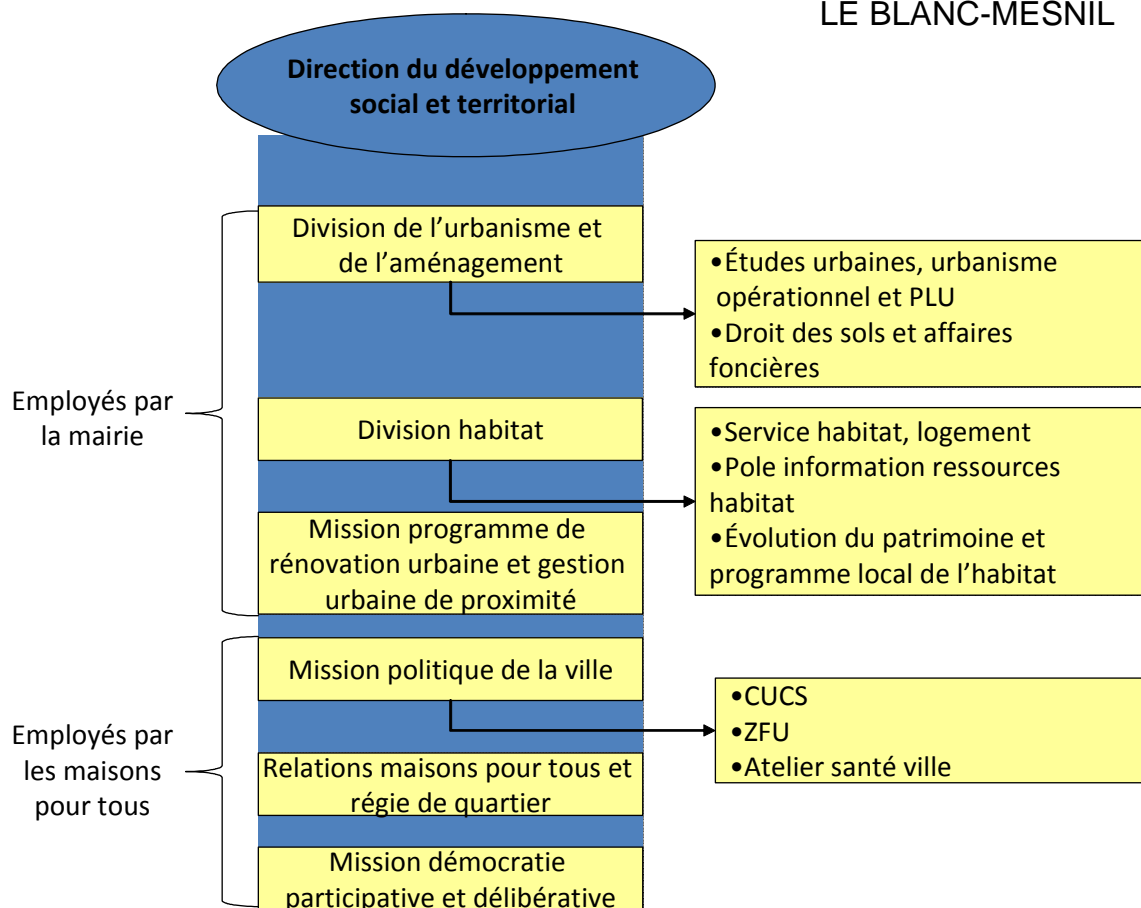 LE BLANC-MESNIL
Direction du développement
social et territorial
Division de l’urbanisme et
de l’aménagement
•Études urbaines, urbanisme
opérationnel et PLU
•Droit des sols et affaires
foncières
Employés par
la mairie
Division habitat
•Service habitat, logement
•Pole information ressources
habitat
•Évolution du patrimoine et
programme local de l’habitat
Mission programme de
rénovation urbaine et gestion
urbaine de proximité
Mission politique de la ville
•CUCS
•ZFU
•Atelier santé ville
Employés par
les maisons
pour tous
Relations maisons pour tous et
régie de quartier
Mission démocratie
participative et délibérative